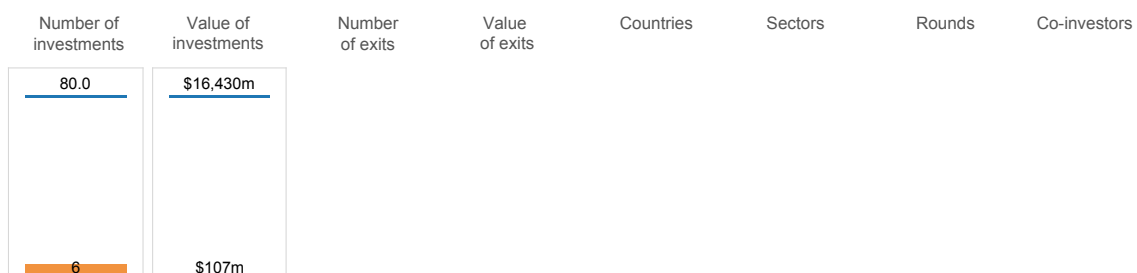 Number of
investments
Value of
investments
Number
of exits
Value
of exits
Countries
Sectors
Rounds
Co-investors
80.0
$16,430m
6
$107m